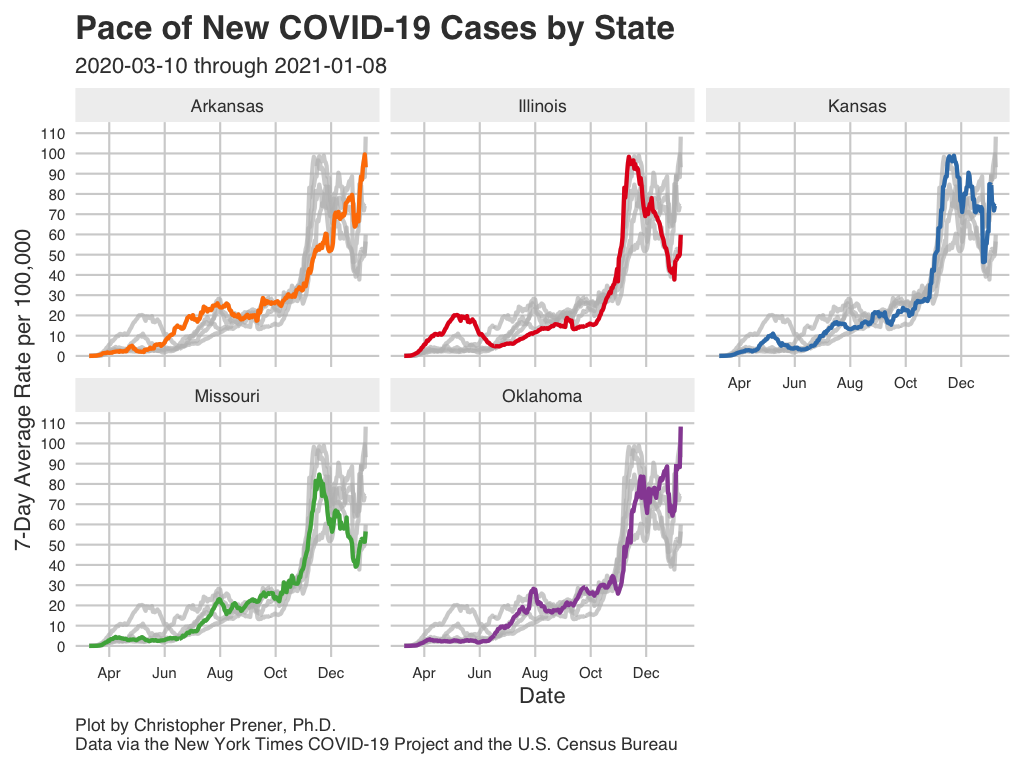 Pace of New COVID-19 Cases by State
2020-03-10 through 2021-01-08
Arkansas Illinois Kansas
110
100
90
80
70
60
50
40
30
20
10
0
Apr Jun Aug Oct Dec
Missouri Oklahoma
110
100
90
80
70
60
50
40
30
20
10
0
Apr Jun Aug Oct Dec Apr Jun Aug Oct Dec
7-Day Average Rate per 100,000
Date
Plot by Christopher Prener, Ph.D.
Data via the New York Times COVID-19 Project and the U.S. Census Bureau